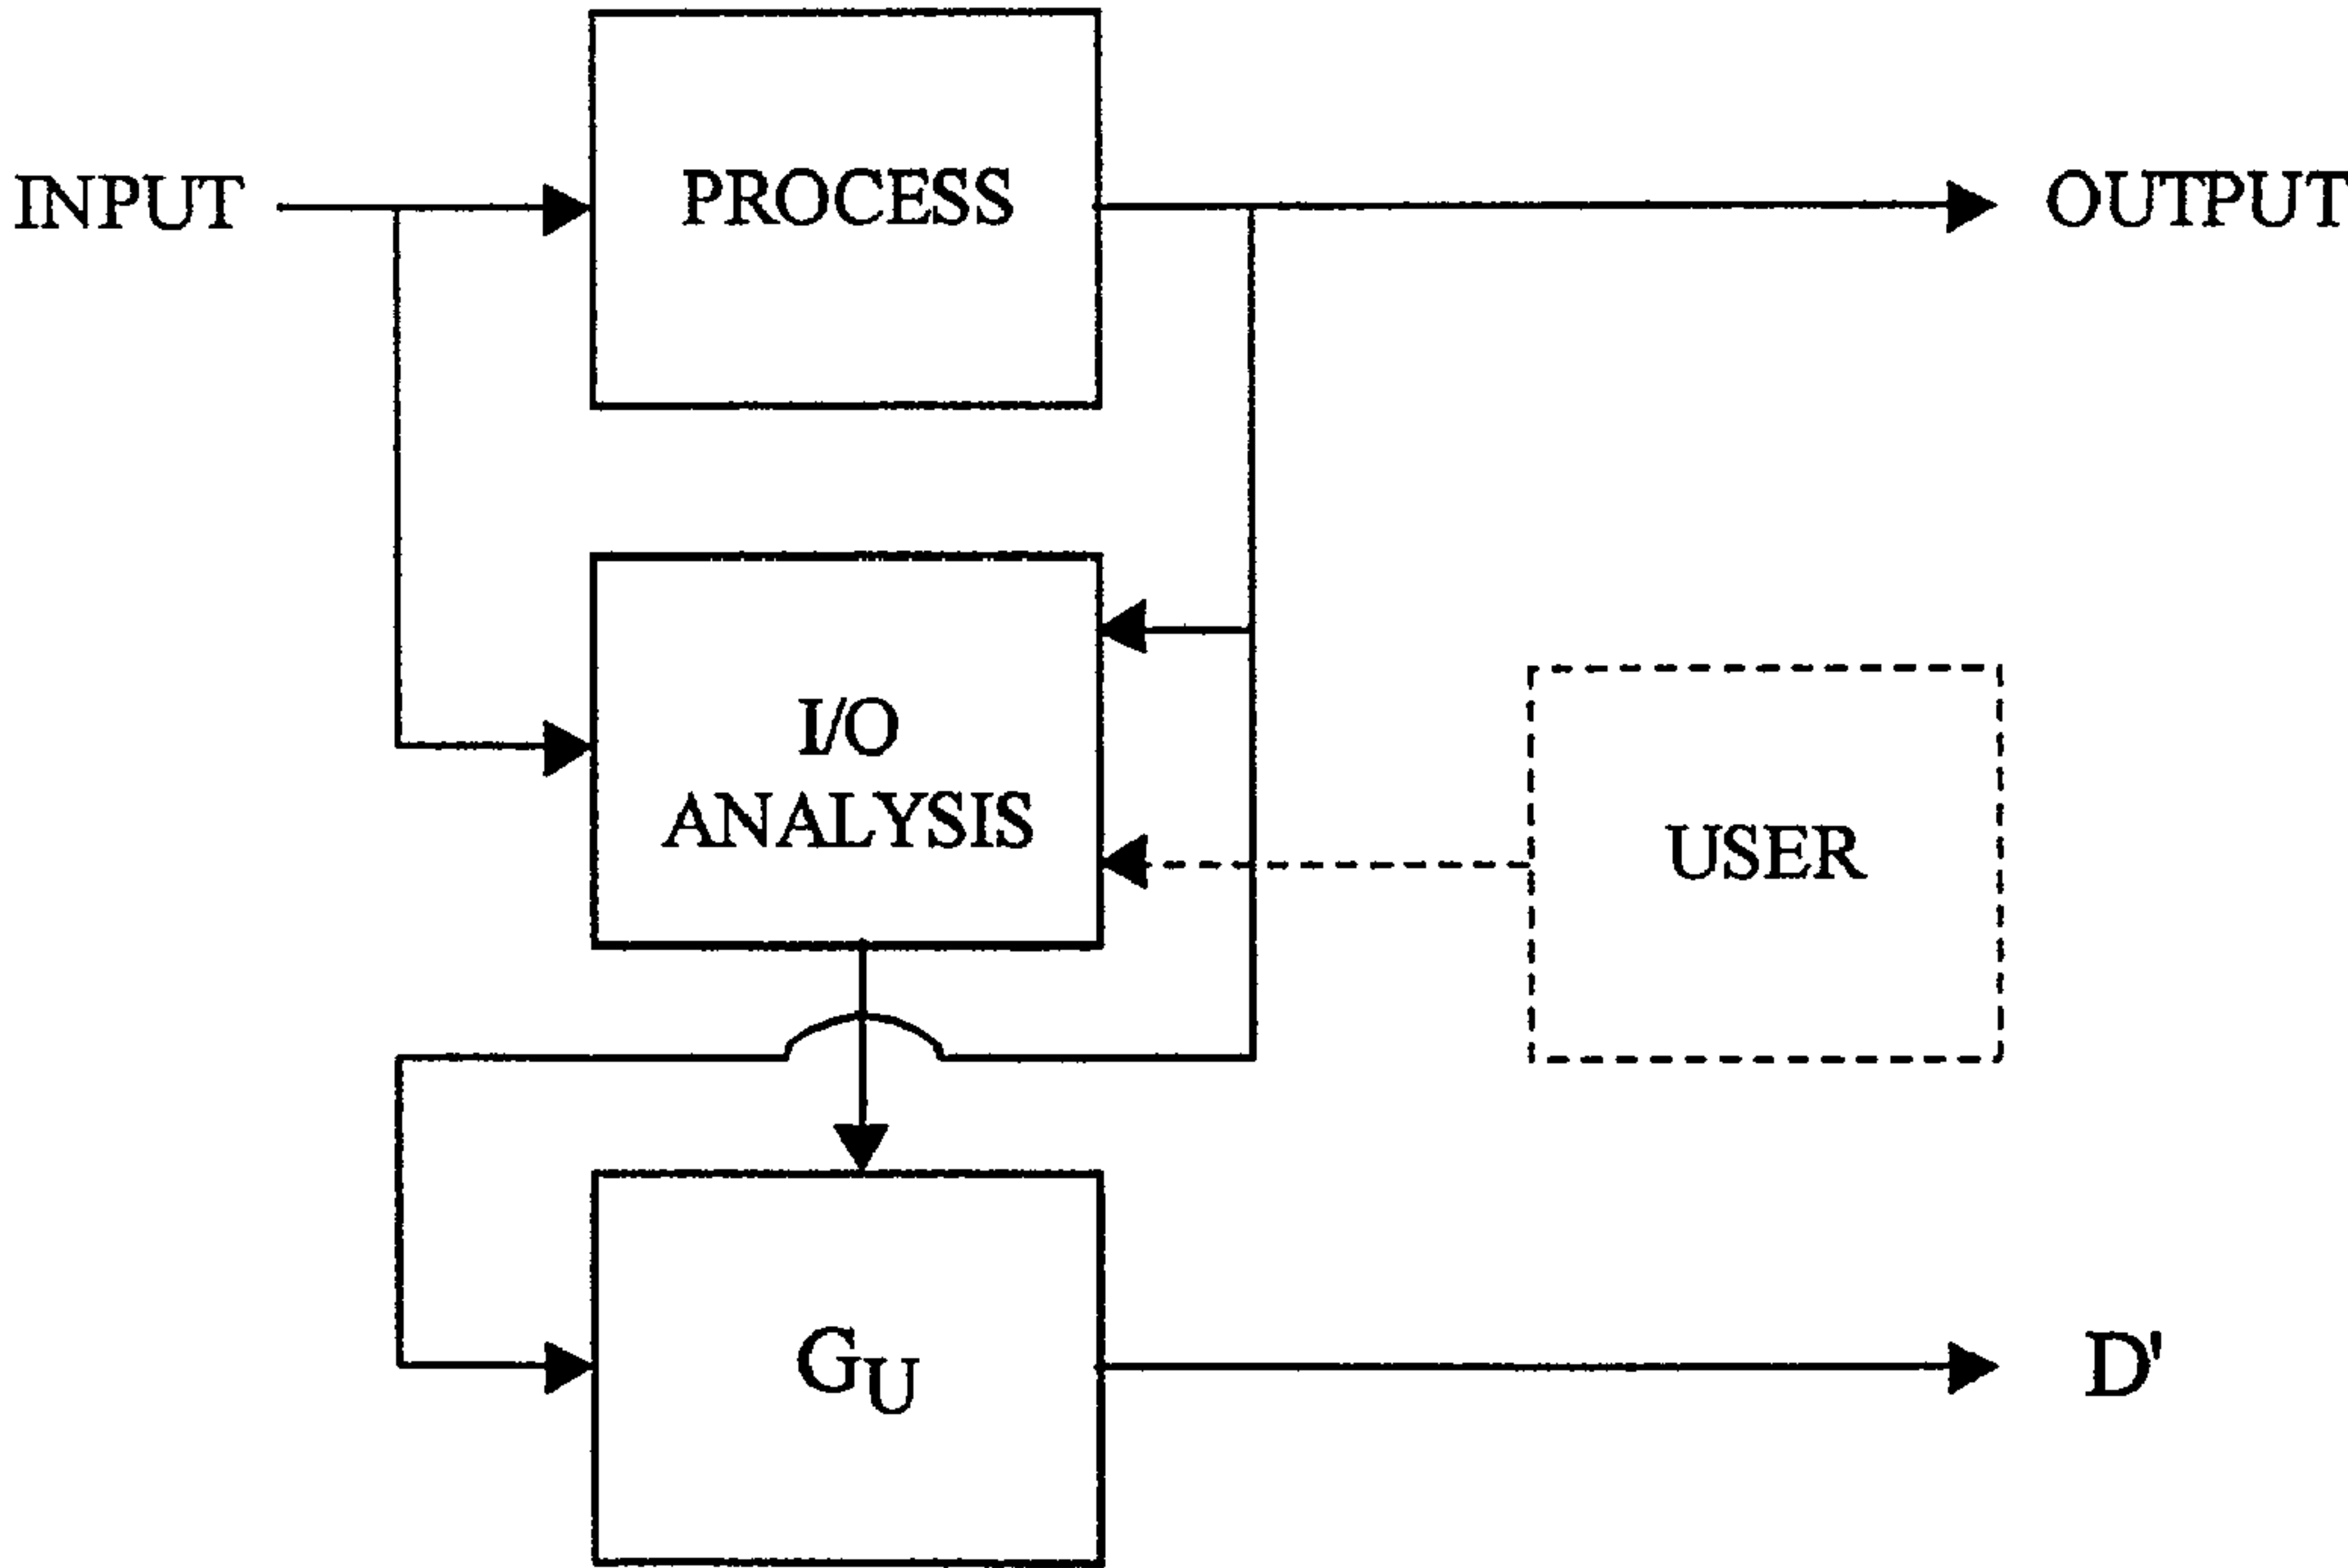 INPUT
PROCESS
OUTPUT
I/O
ANALYSIS
USER
GU
D'